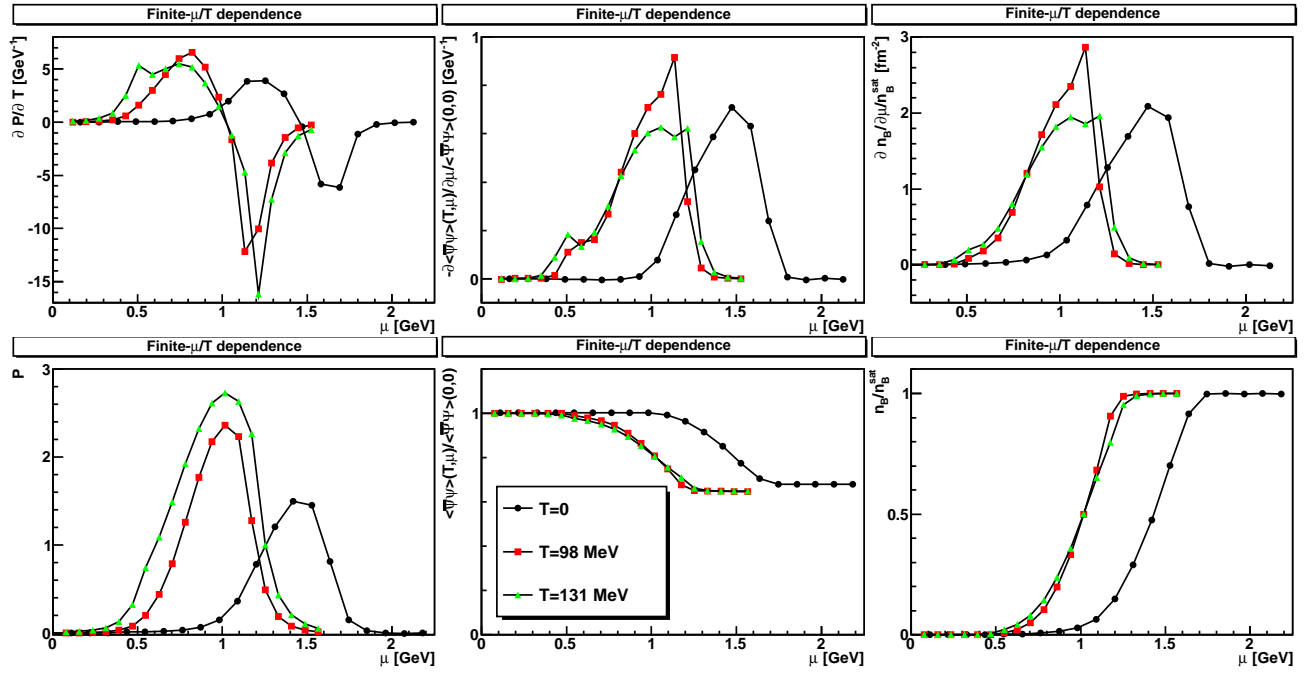 Finite-μ/T dependence
∂ P/∂ T [GeV⁻¹]
5
0
-5
-10
-15
0 0.5 1 1.5 2
μ [GeV]
Finite-μ/T dependence
-∂<ψ̅ψ>(T,μ)/∂μ/<ψ̅ψ>(0,0) [GeV⁻¹]
1
0
0 0.5 1 1.5 2
μ [GeV]
Finite-μ/T dependence
∂ n_B/∂μ/n_B^sat [fm⁻²]
3
2
1
0
0.5 1 1.5 2
μ [GeV]
Finite-μ/T dependence
P
3
2
1
0
0 0.5 1 1.5 2
μ [GeV]
Finite-μ/T dependence
<ψ̅ψ>(T,μ)/<ψ̅ψ>(0,0)
1
0
0 0.5 1 1.5 2
μ [GeV]
T=0
T=98 MeV
T=131 MeV
Finite-μ/T dependence
n_B/n_B^sat
1
0.5
0
0 0.5 1 1.5 2
μ [GeV]